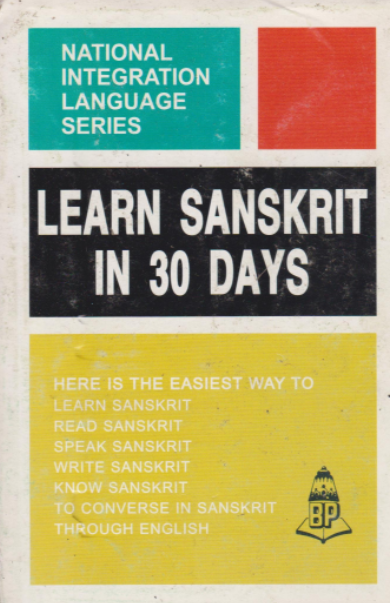 NATIONAL
INTEGRATION
LANGUAGE
SERIES
LEARN SANSKRIT
IN 30 DAYS
HERE IS THE EASIEST WAY TO
LEARN SANSKRIT
READ SANSKRIT
SPEAK SANSKRIT
WRITE SANSKRIT
KNOW SANSKRIT
TO CONVERSE IN SANSKRIT
THROUGH ENGLISH
BP